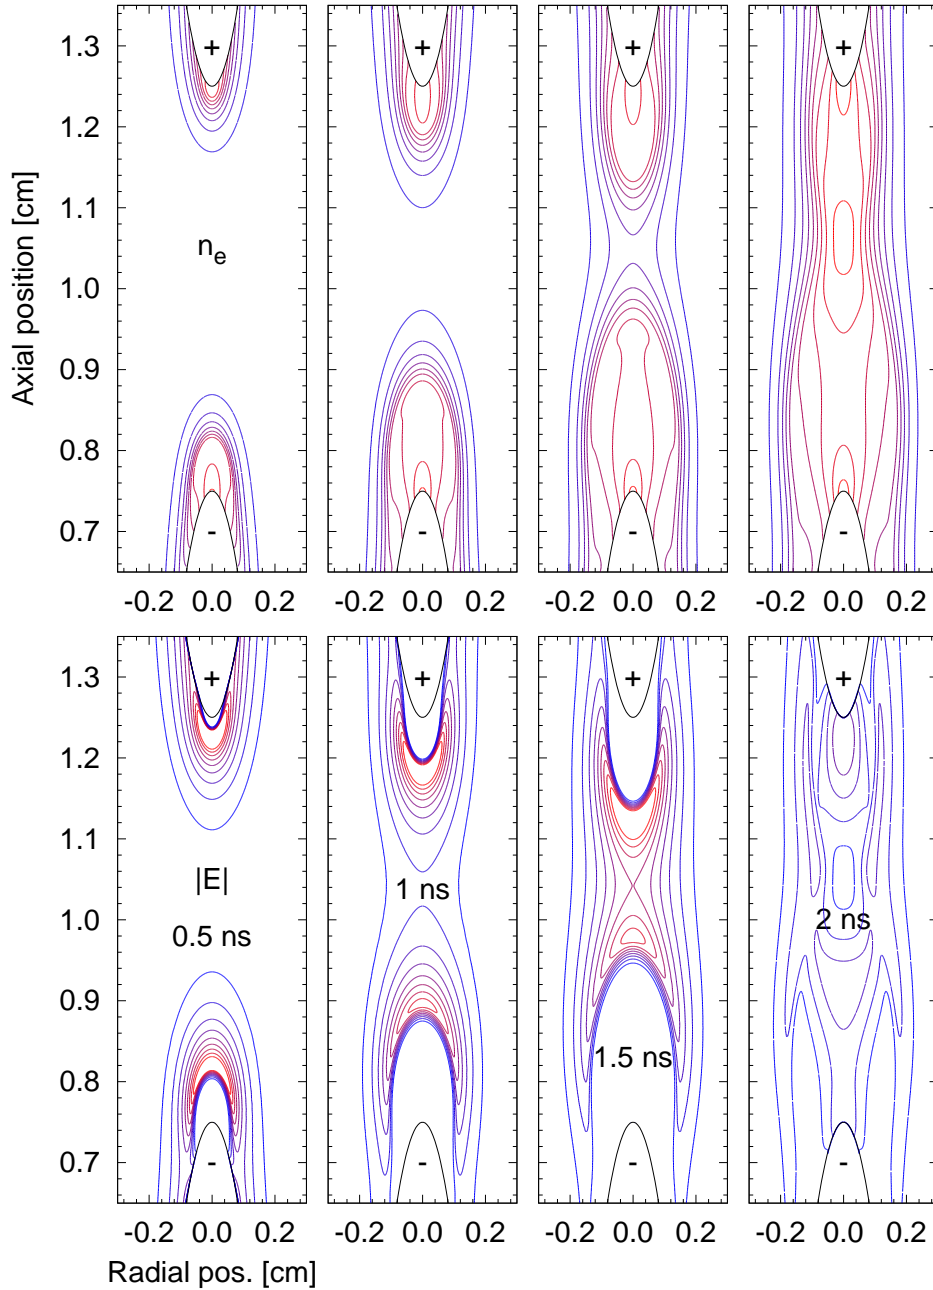 1.3
1.2
1.1
1.0
0.9
0.8
0.7
Axial position [cm]
+ + + +
n_e
- - - -
-0.2 0.0 0.2 -0.2 0.0 0.2 -0.2 0.0 0.2 -0.2 0.0 0.2
1.3
1.2
1.1
1.0
0.9
0.8
0.7
+ + + +
|E|
0.5 ns
1 ns
1.5 ns
2 ns
- - - -
-0.2 0.0 0.2 -0.2 0.0 0.2 -0.2 0.0 0.2 -0.2 0.0 0.2
Radial pos. [cm]